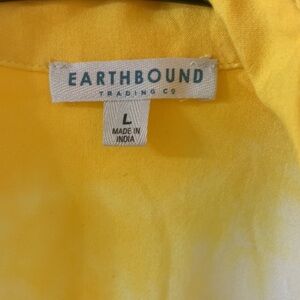 EARTHBOUND
TRADING CO
L
MADE IN
INDIA